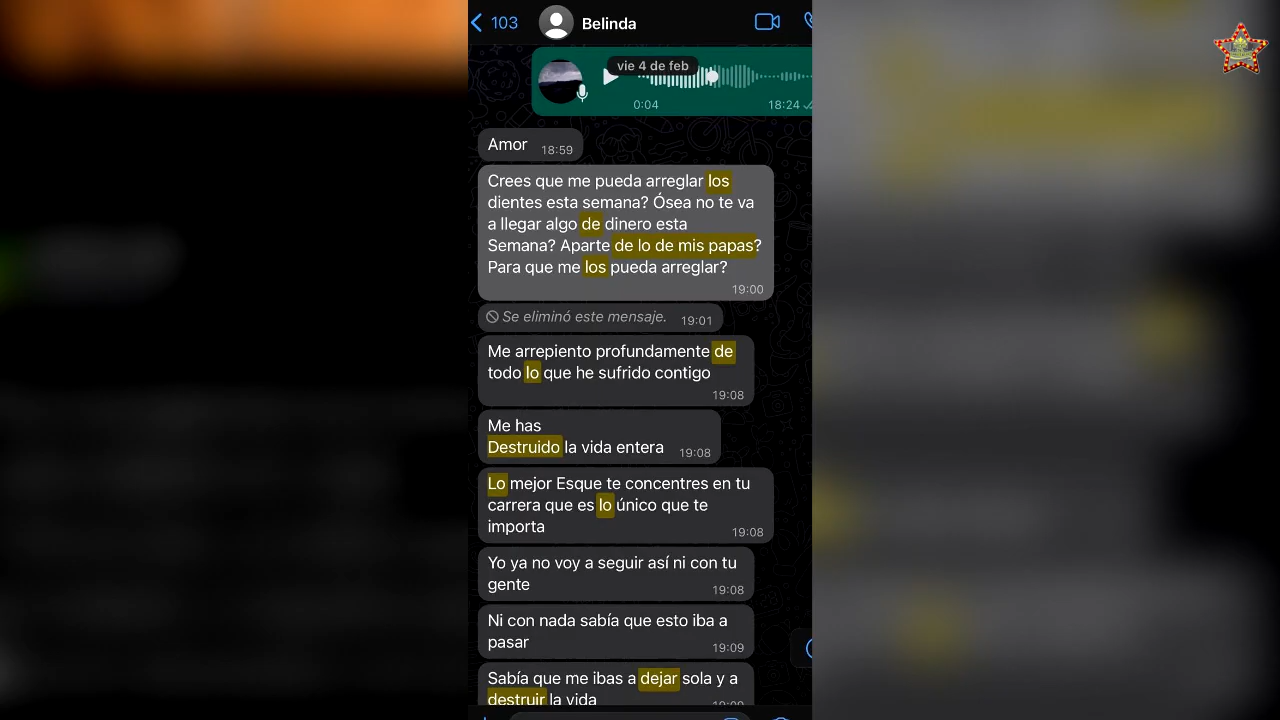 103
Belinda
vie 4 de feb
0:04
18:24
Amor
18:59
Crees que me pueda arreglar los
dientes esta semana? Ósea no te va
a llegar algo de dinero esta
Semana? Aparte de lo de mis papas?
Para que me los pueda arreglar?
19:00
Se eliminó este mensaje.
19:01
Me arrepiento profundamente de
todo lo que he sufrido contigo
19:08
Me has
Destruido la vida entera
19:08
Lo mejor Esque te concentres en tu
carrera que es lo único que te
importa
19:08
Yo ya no voy a seguir así ni con tu
gente
19:08
Ni con nada sabía que esto iba a
pasar
19:09
Sabía que me ibas a dejar sola y a
destruir la vida